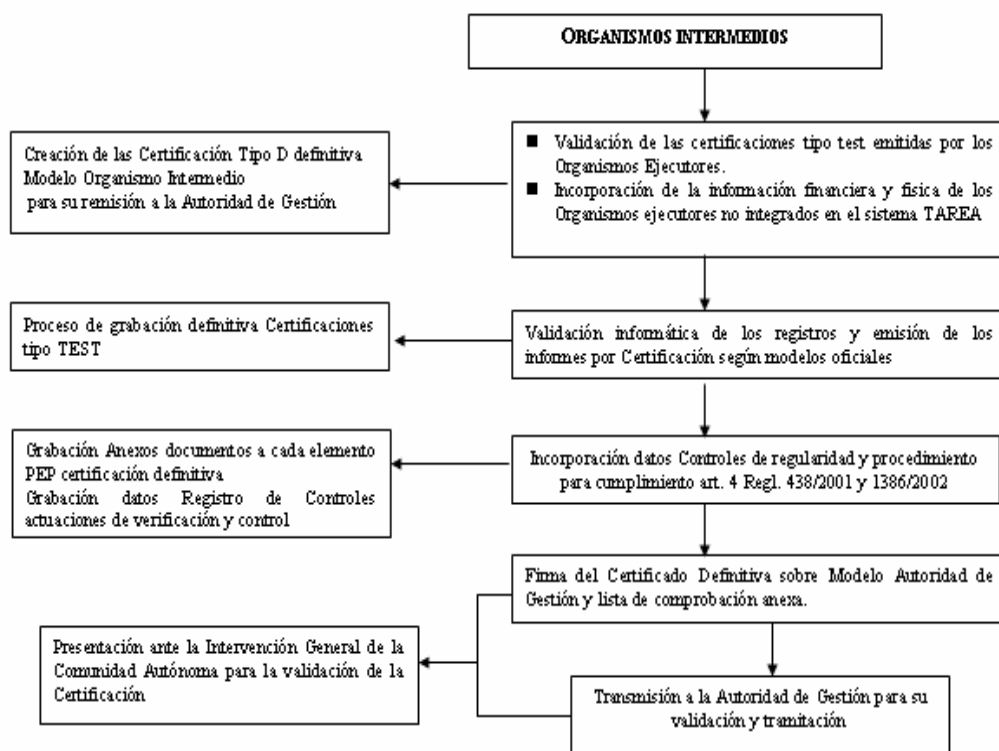 ORGANISMOS INTERMEDIOS
■ Validación de las certificaciones tipo test emitidas por los
Organismos Ejecutores.
■ Incorporación de la información financiera y fisica de los
Organismos ejecutores no integrados en el sistema TAREA
Creación de las Certificación Tipo D definitiva
Modelo Organismo Intermedio
para su remisión a la Autoridad de Gestión
Validación informática de los registros y emisión de los
informes por Certificación según modelos oficiales
Proceso de grabación definitiva Certificaciones
tipo TEST
Incorporación datos Controles de regularidad y procedimiento
para cumplimiento art. 4 Regl. 438/2001 y 1386/2002
Grabación Anexos documentos a cada elemento
PEP certificación definitiva
Grabación datos Registro de Controles
actuaciones de verificación y control
Firma del Certificado Definitiva sobre Modelo Autoridad de
Gestión y lista de comprobación anexa.
Presentación ante la Intervención General de la
Comunidad Autónoma para la validación de la
Certificación
Transmisión a la Autoridad de Gestión para su
validación y tramitación